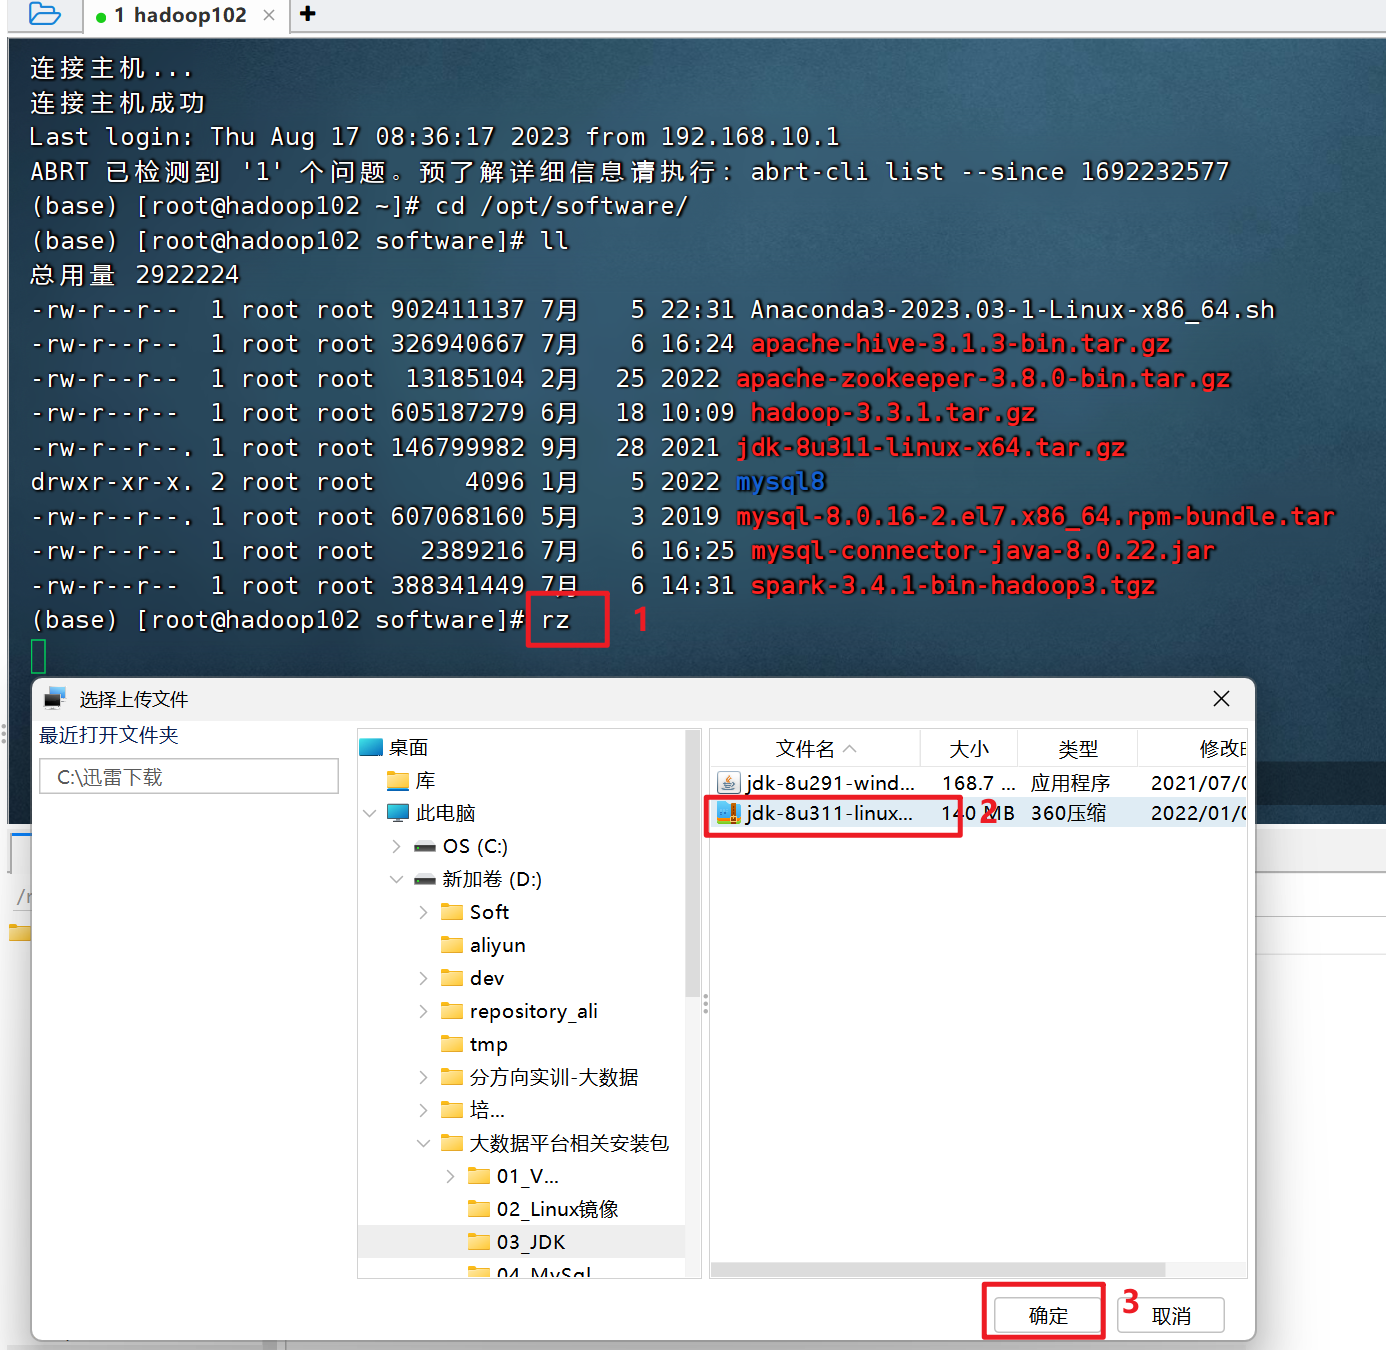 1 hadoop102 × +
连接主机...
连接主机成功
Last login: Thu Aug 17 08:36:17 2023 from 192.168.10.1
ABRT 已检测到 '1' 个问题。预了解详细信息请执行：abrt-cli list --since 1692232577
(base) [root@hadoop102 ~]# cd /opt/software/
(base) [root@hadoop102 software]# ll
总用量 2922224
-rw-r--r-- 1 root root 902411137 7月 5 22:31 Anaconda3-2023.03-1-Linux-x86_64.sh
-rw-r--r-- 1 root root 326940667 7月 6 16:24 apache-hive-3.1.3-bin.tar.gz
-rw-r--r-- 1 root root 13185104 2月 25 2022 apache-zookeeper-3.8.0-bin.tar.gz
-rw-r--r-- 1 root root 605187279 6月 18 10:09 hadoop-3.3.1.tar.gz
-rw-r--r--. 1 root root 146799982 9月 28 2021 jdk-8u311-linux-x64.tar.gz
drwxr-xr-x. 2 root root 4096 1月 5 2022 mysql8
-rw-r--r--. 1 root root 607068160 5月 3 2019 mysql-8.0.16-2.el7.x86_64.rpm-bundle.tar
-rw-r--r-- 1 root root 2389216 7月 6 16:25 mysql-connector-java-8.0.22.jar
-rw-r--r-- 1 root root 388341449 7月 6 14:31 spark-3.4.1-bin-hadoop3.tgz
(base) [root@hadoop102 software]# rz 1
选择上传文件
最近打开文件夹
C:\迅雷下载
桌面
库
此电脑
OS (C:)
新加卷 (D:)
Soft
aliyun
dev
repository_ali
tmp
分方向实训-大数据
培...
大数据平台相关安装包
01_V...
02_Linux镜像
03_JDK
04_MySql
文件名 大小 类型 修改
jdk-8u291-wind... 168.7 ... 应用程序 2021/07/0
jdk-8u311-linux... 140 MB 360压缩 2022/01/0
2
确定 3 取消